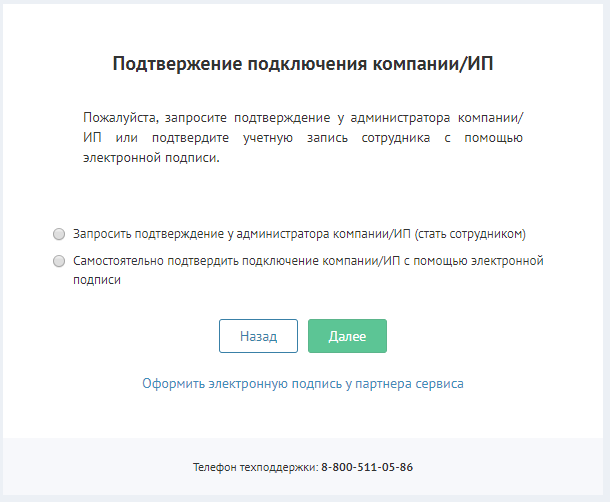 Подтвержение подключения компании/ИП
Пожалуйста, запросите подтверждение у администратора компании/
ИП или подтвердите учетную запись сотрудника с помощью
электронной подписи.
Запросить подтверждение у администратора компании/ИП (стать сотрудником)
Самостоятельно подтвердить подключение компании/ИП с помощью электронной
подписи
Назад
Далее
Оформить электронную подпись у партнера сервиса
Телефон техподдержки: 8-800-511-05-86